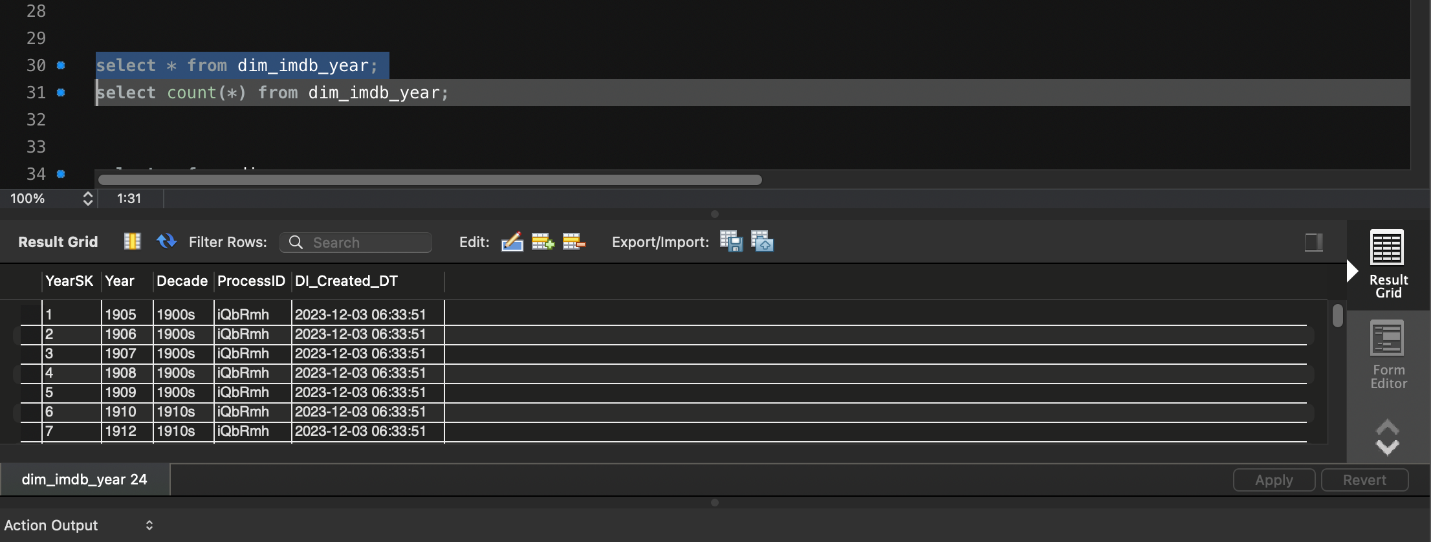 28
29
30 select * from dim_imdb_year;
31 select count(*) from dim_imdb_year;
32
33
34
100% 1:31
Result Grid Filter Rows: Search Edit: Export/Import:
YearSK Year Decade ProcessID DI_Created_DT
1 1905 1900s iQbRmh 2023-12-03 06:33:51
2 1906 1900s iQbRmh 2023-12-03 06:33:51
3 1907 1900s iQbRmh 2023-12-03 06:33:51
4 1908 1900s iQbRmh 2023-12-03 06:33:51
5 1909 1900s iQbRmh 2023-12-03 06:33:51
6 1910 1910s iQbRmh 2023-12-03 06:33:51
7 1912 1910s iQbRmh 2023-12-03 06:33:51
Result
Grid
Form
Editor
dim_imdb_year 24 Apply Revert
Action Output